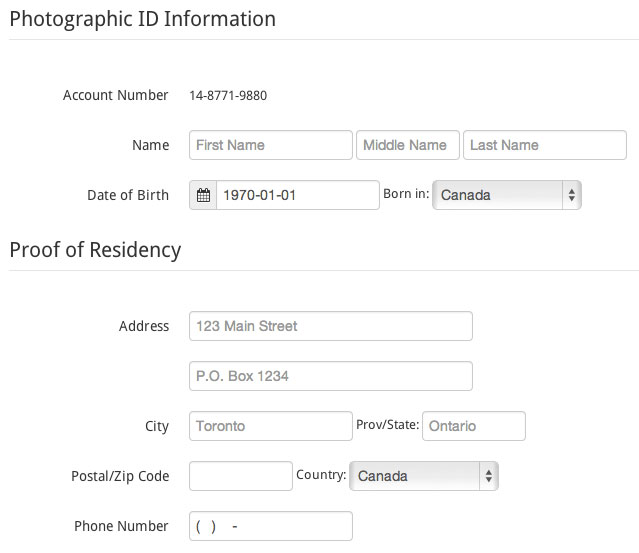 Photographic ID Information
Account Number 14-8771-9880
Name First Name Middle Name Last Name
Date of Birth 1970-01-01 Born in: Canada
Proof of Residency
Address 123 Main Street
P.O. Box 1234
City Toronto Prov/State: Ontario
Postal/Zip Code Country: Canada
Phone Number ( ) -